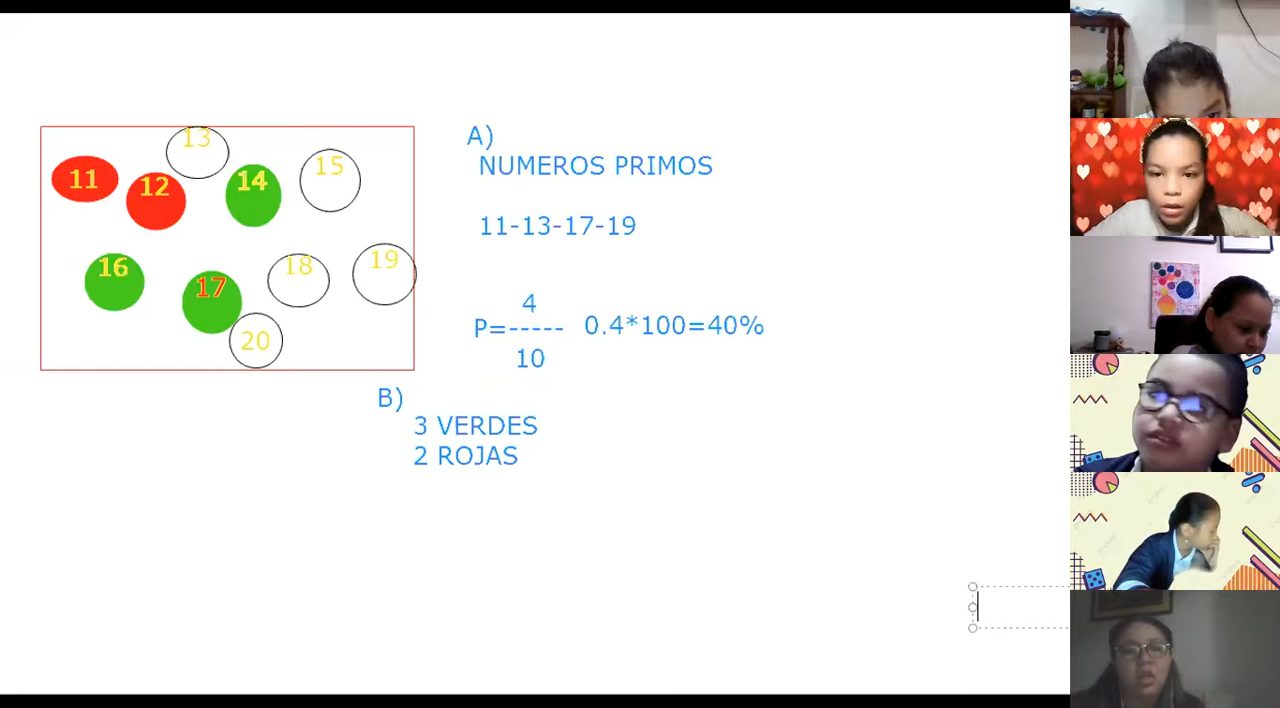 13
15
11
12
14
16
17
18
19
20
A)
NUMEROS PRIMOS
11-13-17-19
4
P=----- 0.4*100=40%
10
B)
3 VERDES
2 ROJAS